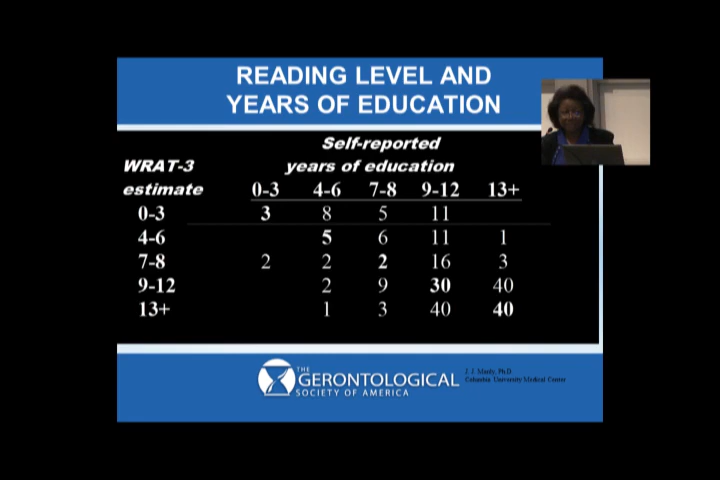 READING LEVEL AND
YEARS OF EDUCATION
Self-reported
WRAT-3 years of education
estimate 0-3 4-6 7-8 9-12 13+
0-3 3 8 5 11
4-6 5 6 11 1
7-8 2 2 2 16 3
9-12 2 9 30 40
13+ 1 3 40 40
THE
GERONTOLOGICAL
SOCIETY OF AMERICA
J. J. Manly, Ph.D
Columbia University Medical Center